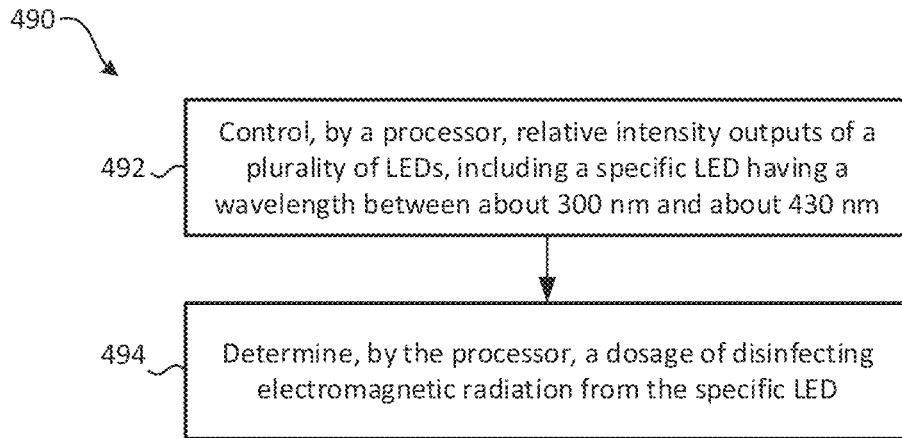 490
492
Control, by a processor, relative intensity outputs of a
plurality of LEDs, including a specific LED having a
wavelength between about 300 nm and about 430 nm
494
Determine, by the processor, a dosage of disinfecting
electromagnetic radiation from the specific LED